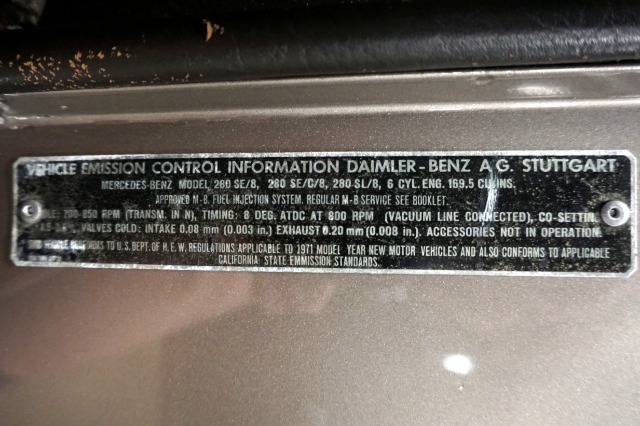 VEHICLE EMISSION CONTROL INFORMATION DAIMLER-BENZ A.G. STUTTGART
MERCEDES-BENZ MODEL 280 SE/8, 280 SE/C/8, 280 SL/8, 6 CYL. ENG. 169.5 CU. INS.
APPROVED M-B. FUEL INJECTION SYSTEM. REGULAR M-B SERVICE SEE BOOKLET.
RPM (TRANSM. IN N), TIMING: 8 DEG. ATDC AT 800 RPM (VACUUM LINE CONNECTED), CO-SETTIN
VALVES COLD: INTAKE 0.08 mm (0.003 in.) EXHAUST 0.20 mm (0.008 in.). ACCESSORIES NOT IN OPERATION.
VEHICLE CONFORMS TO U.S. DEPT. OF H.E.W. REGULATIONS APPLICABLE TO 1971 MODEL YEAR NEW MOTOR VEHICLES AND ALSO CONFORMS TO APPLICABLE
CALIFORNIA STATE EMMISSION STANDARDS.